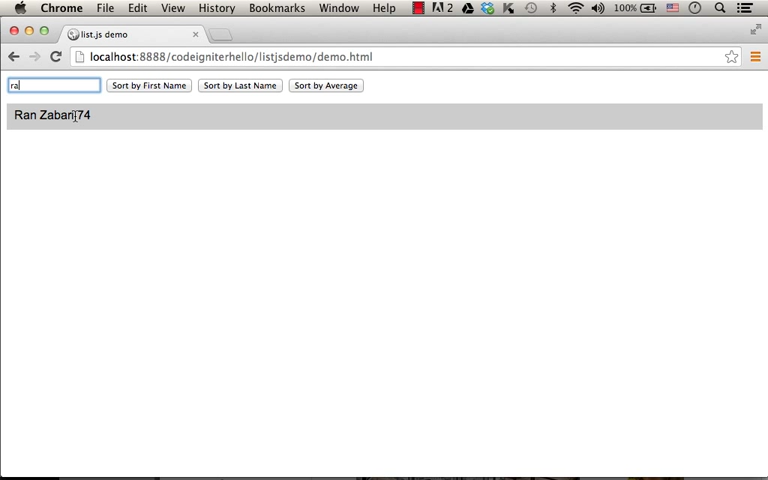 Chrome File Edit View History Bookmarks Window Help A 2 100%
list.js demo
localhost:8888/codeigniterhello/listjsdemo/demo.html
ra Sort by First Name Sort by Last Name Sort by Average
Ran Zabari 74